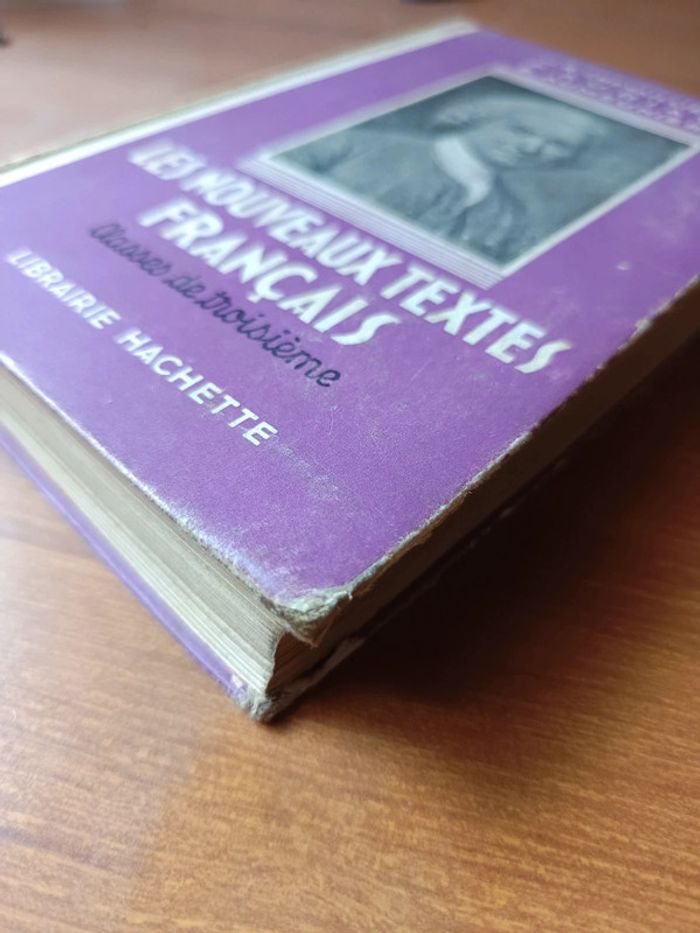 LES NOUVEAUX TEXTES
FRANÇAIS
Classes de troisième
LIBRAIRIE HACHETTE